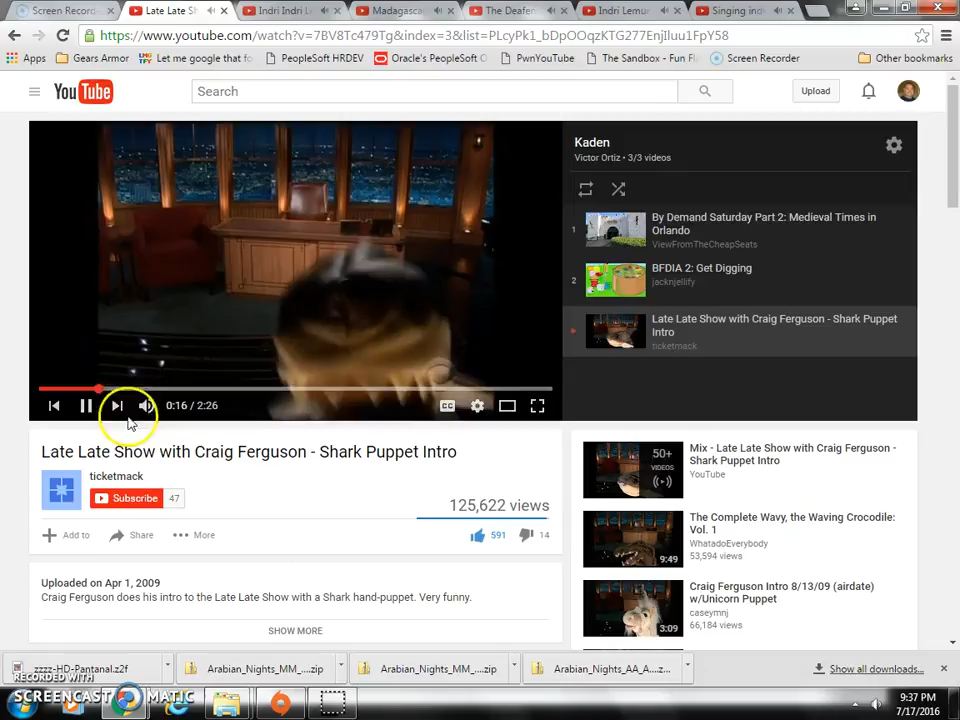 Screen Record
Late Late Sh
Indri Indri L
Madagasca
The Deafen
Indri Lemur
Singing ind
https://www.youtube.com/watch?v=7BV8Tc479Tg&index=3&list=PLcyPk1_bDpOOqzKTG277EnjIluu1FpY58
Apps
Gears Armor
Let me google that fo
PeopleSoft HRDEV
Oracle's PeopleSoft O
PwnYouTube
The Sandbox - Fun Fl
Screen Recorder
Other bookmarks
YouTube
Search
Upload
Kaden
Victor Ortiz • 3/3 videos
1
By Demand Saturday Part 2: Medieval Times in
Orlando
ViewFromTheCheapSeats
2
BFDIA 2: Get Digging
jacknjellify
Late Late Show with Craig Ferguson - Shark Puppet
Intro
ticketmack
0:16 / 2:26
CC
Late Late Show with Craig Ferguson - Shark Puppet Intro
ticketmack
Subscribe 47
125,622 views
Add to
Share
More
591
14
Uploaded on Apr 1, 2009
Craig Ferguson does his intro to the Late Late Show with a Shark hand-puppet. Very funny.
SHOW MORE
50+
VIDEOS
Mix - Late Late Show with Craig Ferguson -
Shark Puppet Intro
YouTube
9:49
The Complete Wavy, the Waving Crocodile:
Vol. 1
WhatadoEverybody
53,594 views
3:09
Craig Ferguson Intro 8/13/09 (airdate)
w/Unicorn Puppet
caseymnj
66,184 views
zzzz-HD-Pantanal.z2f
Arabian_Nights_MM_....zip
Arabian_Nights_MM_....zip
Arabian_Nights_AA_A....z...
Show all downloads...
RECORDED WITH
SCREENCAST MATIC
9:37 PM
7/17/2016